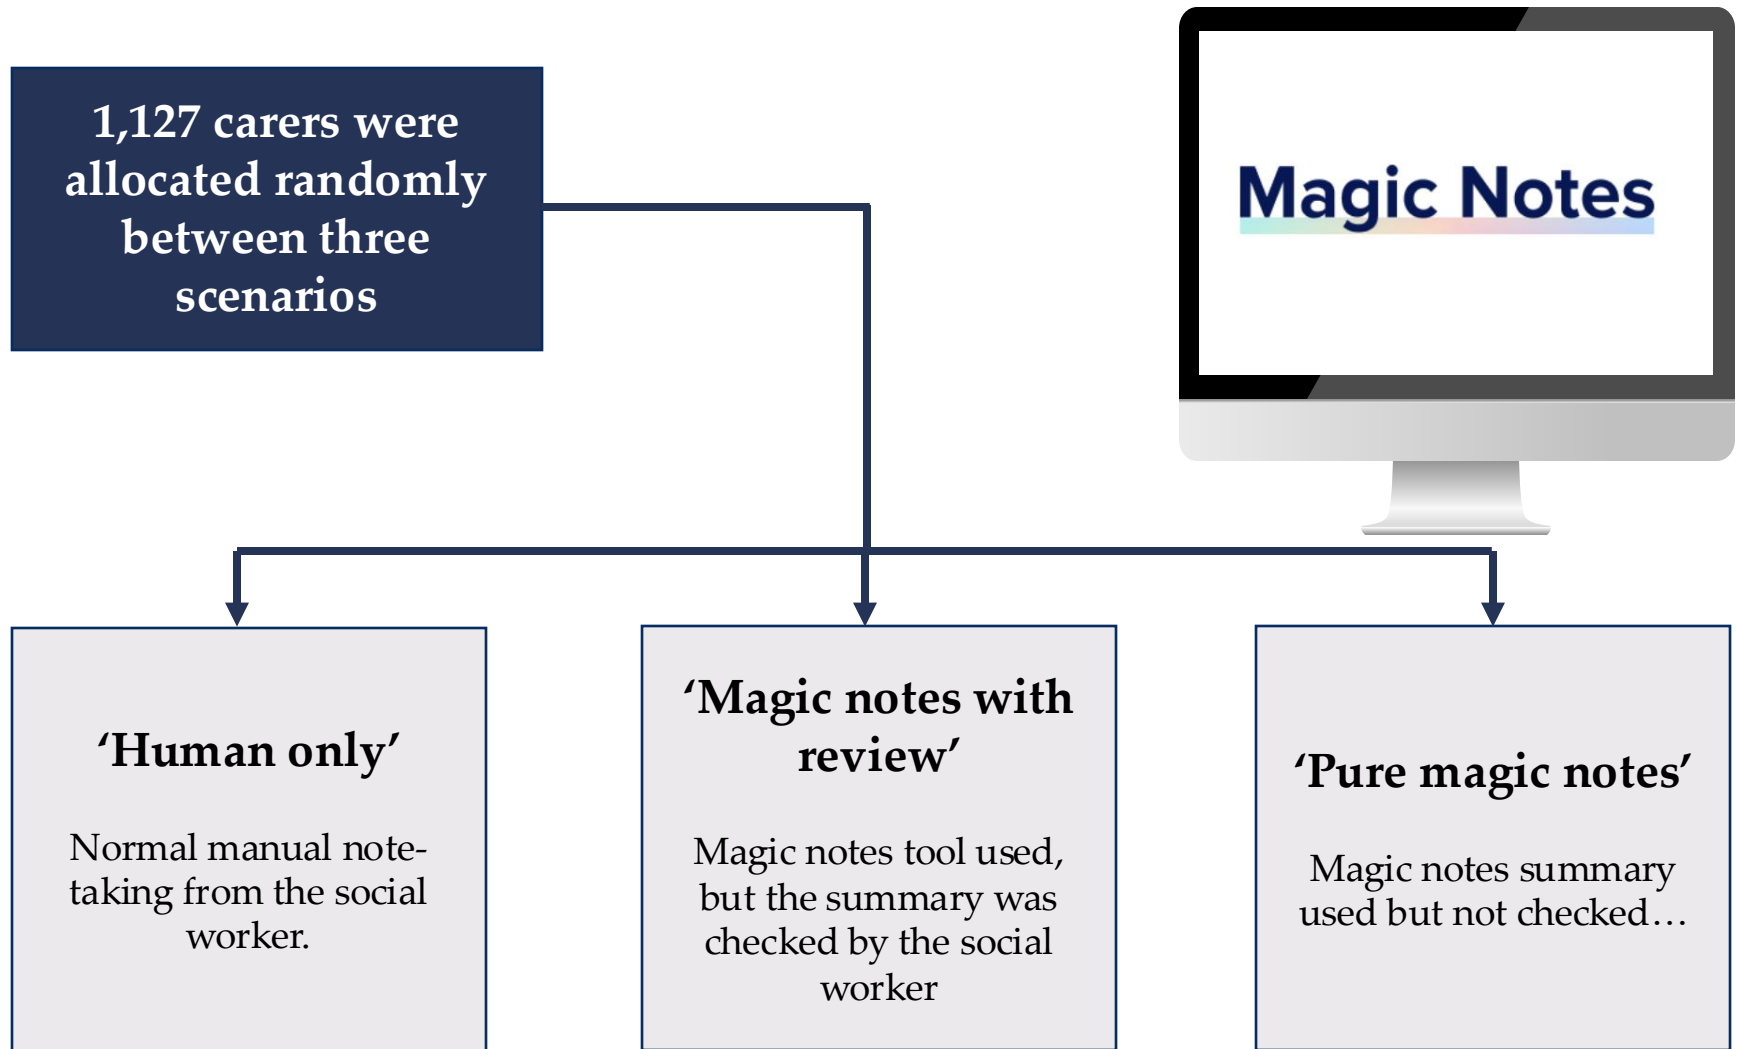 1,127 carers were
allocated randomly
between three
scenarios
Magic Notes
‘Human only’
Normal manual note-
taking from the social
worker.
‘Magic notes with
review’
Magic notes tool used,
but the summary was
checked by the social
worker
‘Pure magic notes’
Magic notes summary
used but not checked…